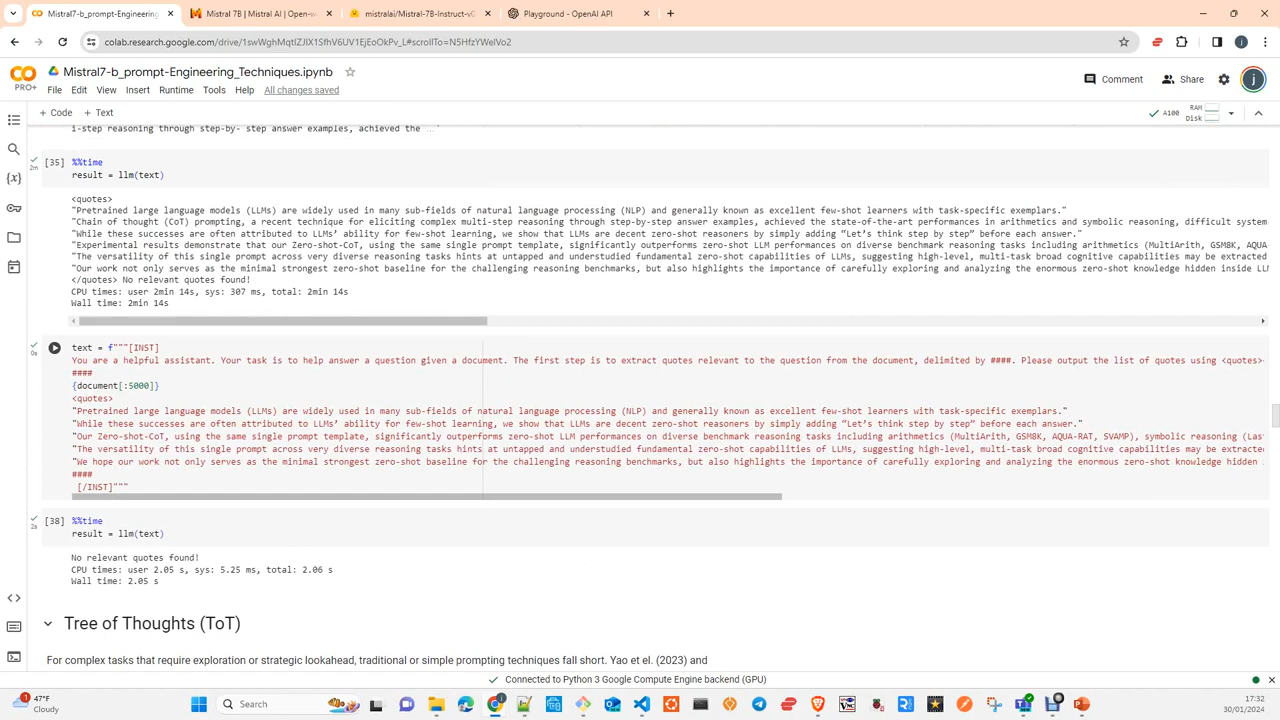 Mistral7-b_prompt-Engineering
Mistral 7B | Mistral AI | Open-w
mistralai/Mistral-7B-Instruct-v0
Playground - OpenAI API
colab.research.google.com/drive/
Mistral7-b_prompt-Engineering_Techniques.ipynb
PRO+
File Edit View Insert Runtime Tools Help All changes saved
Comment Share
j
+ Code + Text
A100 RAM Disk
i-step reasoning through step-by- step answer examples, achieved the …`
[35] %%time
2m
result = llm(text)
<quotes>
"Pretrained large language models (LLMs) are widely used in many sub-fields of natural language processing (NLP) and generally known as excellent few-shot learners with task-specific exemplars."
"Chain of thought (CoT) prompting, a recent technique for eliciting complex multi-step reasoning through step-by-step answer examples, achieved the state-of-the-art performances in arithmetics and symbolic reasoning, difficult system
"While these successes are often attributed to LLMs’ ability for few-shot learning, we show that LLMs are decent zero-shot reasoners by simply adding “Let’s think step by step” before each answer."
"Experimental results demonstrate that our Zero-shot-CoT, using the same single prompt template, significantly outperforms zero-shot LLM performances on diverse benchmark reasoning tasks including arithmetics (MultiArith, GSM8K, AQUA-
"The versatility of this single prompt across very diverse reasoning tasks hints at untapped and understudied fundamental zero-shot capabilities of LLMs, suggesting high-level, multi-task broad cognitive capabilities may be extracted
"Our work not only serves as the minimal strongest zero-shot baseline for the challenging reasoning benchmarks, but also highlights the importance of carefully exploring and analyzing the enormous zero-shot knowledge hidden inside LLM
</quotes> No relevant quotes found!
CPU times: user 2min 14s, sys: 307 ms, total: 2min 14s
Wall time: 2min 14s
0s
text = f"""[INST]
You are a helpful assistant. Your task is to help answer a question given a document. The first step is to extract quotes relevant to the question from the document, delimited by ####. Please output the list of quotes using <quotes>
####
{document[:5000]}
<quotes>
"Pretrained large language models (LLMs) are widely used in many sub-fields of natural language processing (NLP) and generally known as excellent few-shot learners with task-specific exemplars."
"While these successes are often attributed to LLMs’ ability for few-shot learning, we show that LLMs are decent zero-shot reasoners by simply adding “Let’s think step by step” before each answer."
"Our Zero-shot-CoT, using the same single prompt template, significantly outperforms zero-shot LLM performances on diverse benchmark reasoning tasks including arithmetics (MultiArith, GSM8K, AQUA-RAT, SVAMP), symbolic reasoning (Las
"The versatility of this single prompt across very diverse reasoning tasks hints at untapped and understudied fundamental zero-shot capabilities of LLMs, suggesting high-level, multi-task broad cognitive capabilities may be extracted
"We hope our work not only serves as the minimal strongest zero-shot baseline for the challenging reasoning benchmarks, but also highlights the importance of carefully exploring and analyzing the enormous zero-shot knowledge hidden
####
[/INST]"""
[38] %%time
2s
result = llm(text)
No relevant quotes found!
CPU times: user 2.05 s, sys: 5.25 ms, total: 2.06 s
Wall time: 2.05 s
Tree of Thoughts (ToT)
For complex tasks that require exploration or strategic lookahead, traditional or simple prompting techniques fall short. Yao et el. (2023) and
Connected to Python 3 Google Compute Engine backend (GPU)
47°F
Cloudy
Search
17:32
30/01/2024